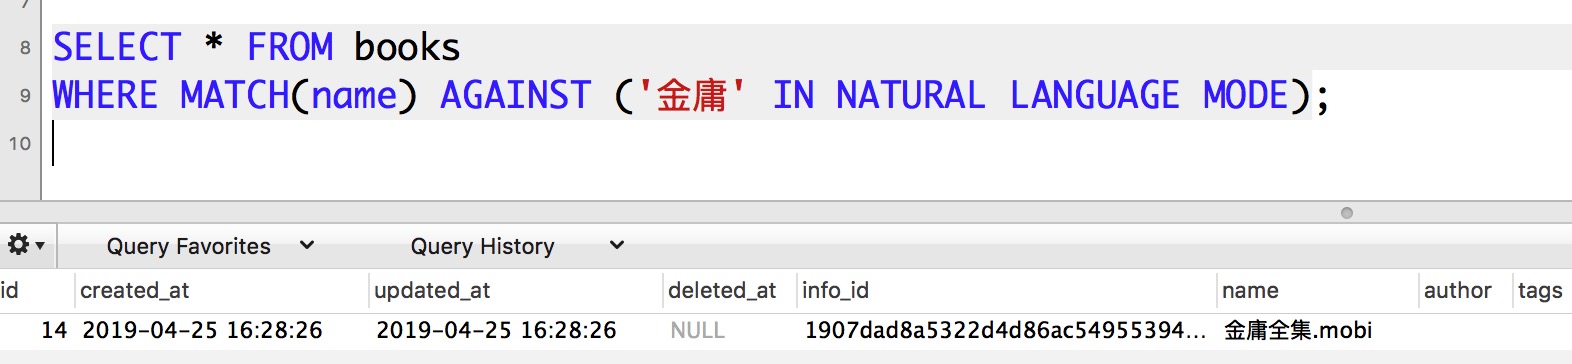 7
8 SELECT * FROM books
9 WHERE MATCH(name) AGAINST ('金庸' IN NATURAL LANGUAGE MODE);
10
Query Favorites Query History
id created_at updated_at deleted_at info_id name author tags
14 2019-04-25 16:28:26 2019-04-25 16:28:26 NULL 1907dad8a5322d4d86ac54955394... 金庸全集.mobi